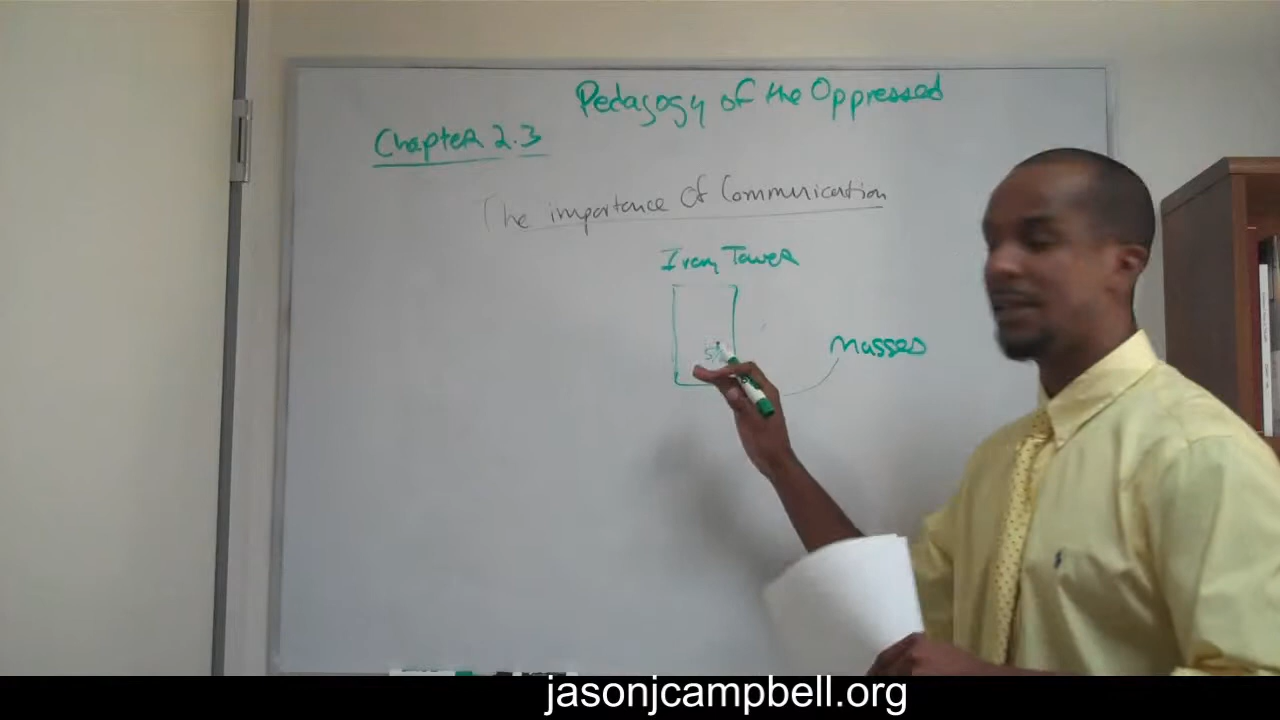 Pedagogy of the Oppressed
Chapter 2.3
The importance of Communication
Ivory Tower
Masses
jasonjcampbell.org